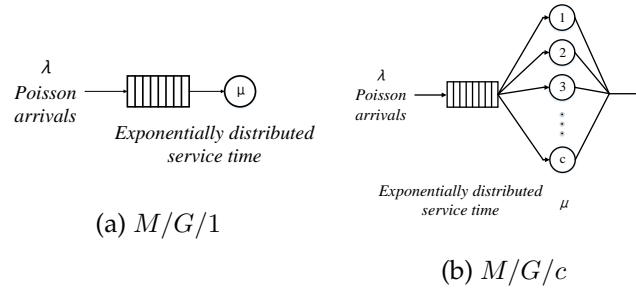 λ
Poisson
arrivals
μ
Exponentially distributed
service time
(a) M/G/1
λ
Poisson
arrivals
1
2
3
c
Exponentially distributed
service time
μ
(b) M/G/c